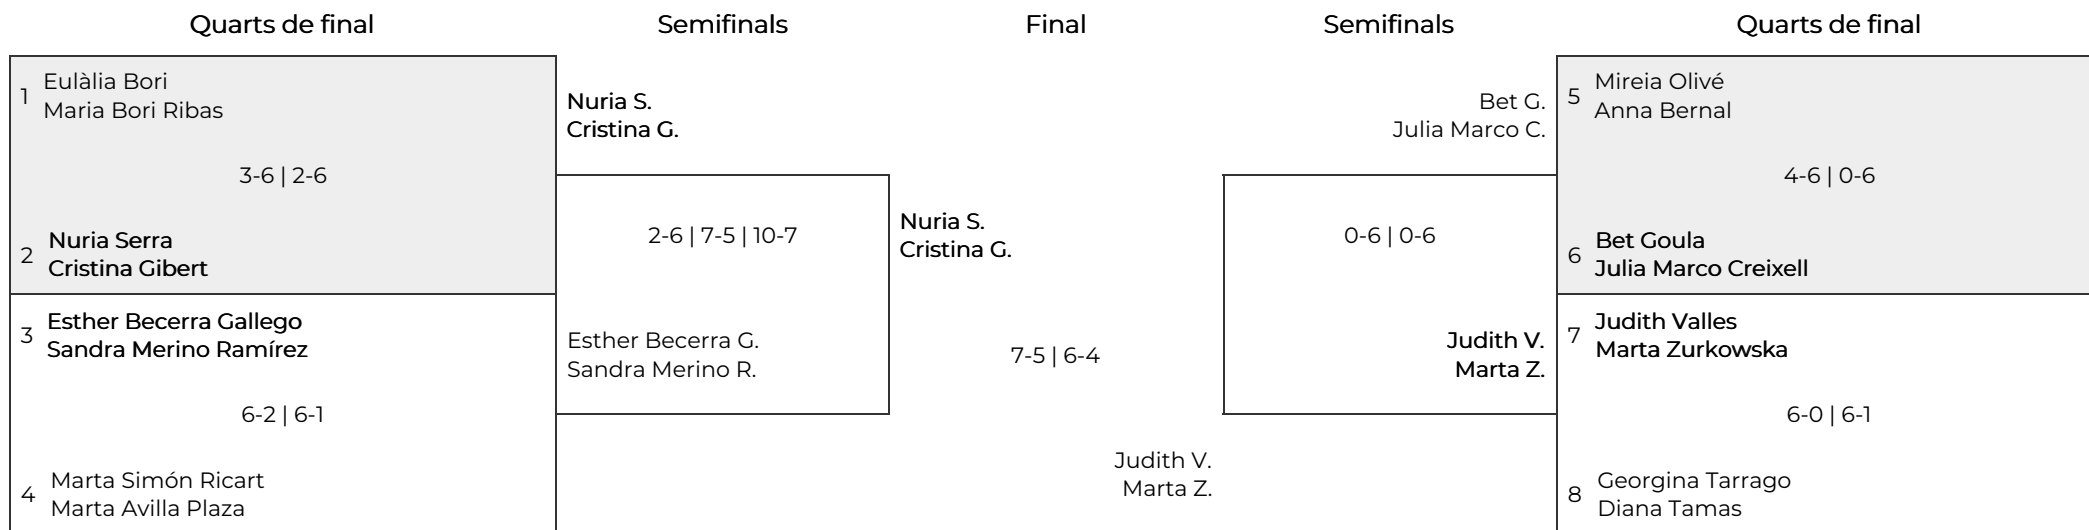 Quarts de final
Semifinals
Final
Semifinals
Quarts de final
1
Eulàlia Bori
Maria Bori Ribas
3-6 | 2-6
2
Nuria Serra
Cristina Gibert
3
Esther Becerra Gallego
Sandra Merino Ramírez
6-2 | 6-1
4
Marta Simón Ricart
Marta Avilla Plaza
Nuria S.
Cristina G.
2-6 | 7-5 | 10-7
Esther Becerra G.
Sandra Merino R.
Nuria S.
Cristina G.
7-5 | 6-4
Judith V.
Marta Z.
Bet G.
Julia Marco C.
0-6 | 0-6
Judith V.
Marta Z.
5
Mireia Olivé
Anna Bernal
4-6 | 0-6
6
Bet Goula
Julia Marco Creixell
7
Judith Valles
Marta Zurkowska
6-0 | 6-1
8
Georgina Tarrago
Diana Tamas